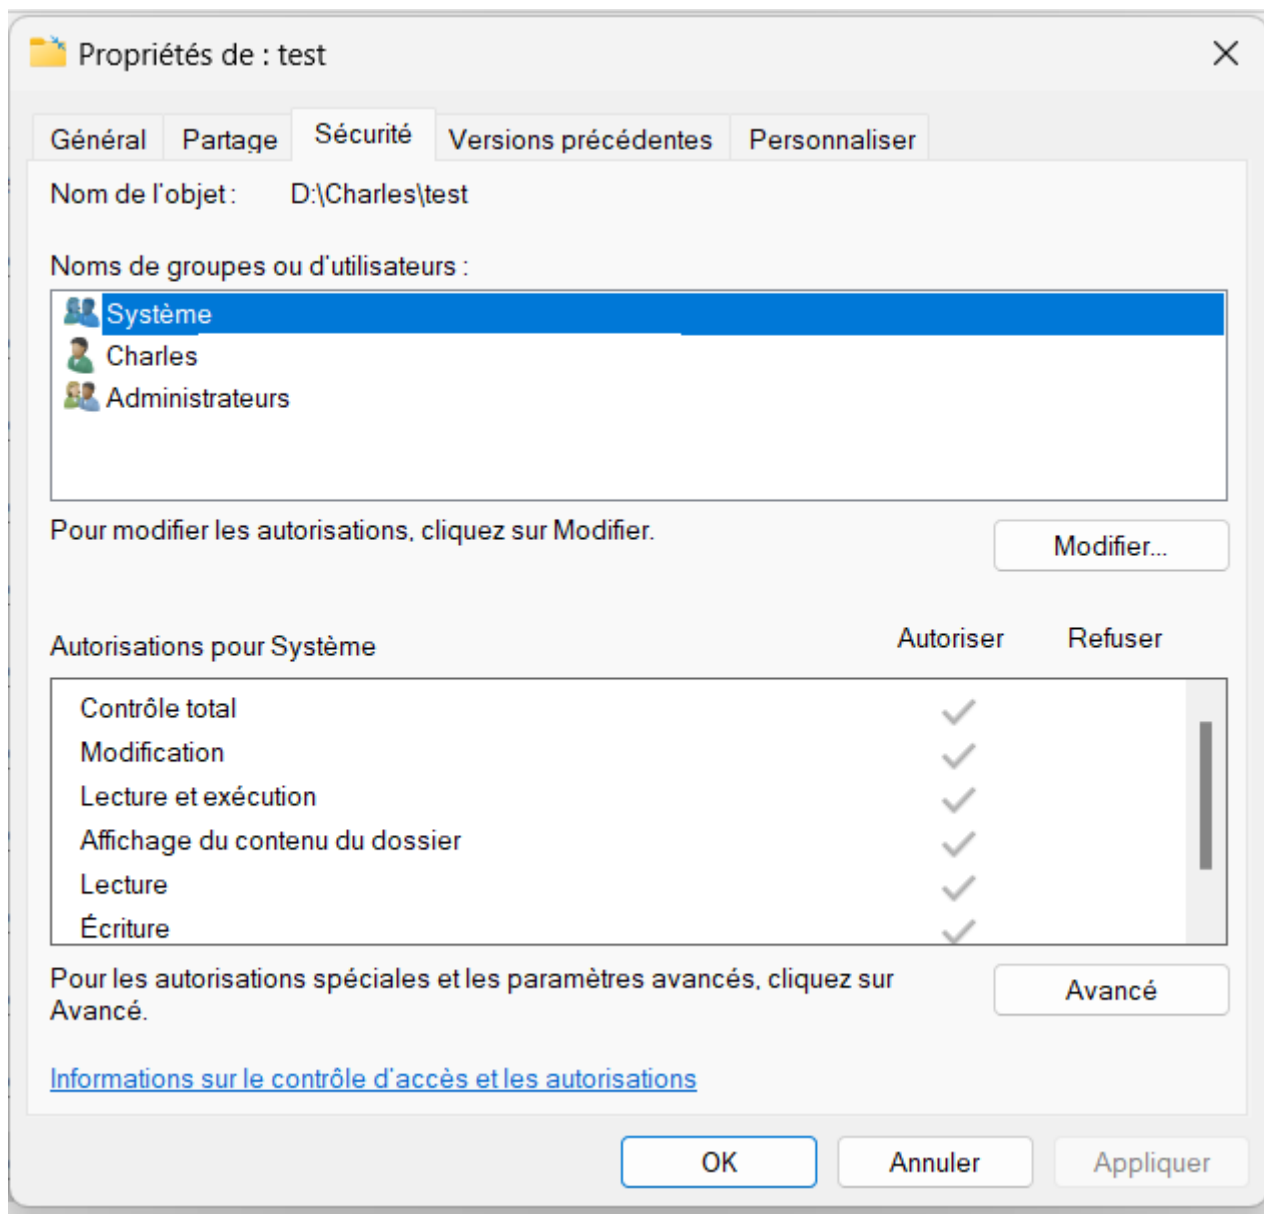 Propriétés de : test
Général Partage Sécurité Versions précédentes Personnaliser
Nom de l'objet : D:\Charles\test
Noms de groupes ou d'utilisateurs :
Système
Charles
Administrateurs
Pour modifier les autorisations, cliquez sur Modifier.
Modifier...
Autorisations pour Système Autoriser Refuser
Contrôle total
Modification
Lecture et exécution
Affichage du contenu du dossier
Lecture
Écriture
Pour les autorisations spéciales et les paramètres avancés, cliquez sur
Avancé.
Avancé
Informations sur le contrôle d'accès et les autorisations
OK Annuler Appliquer